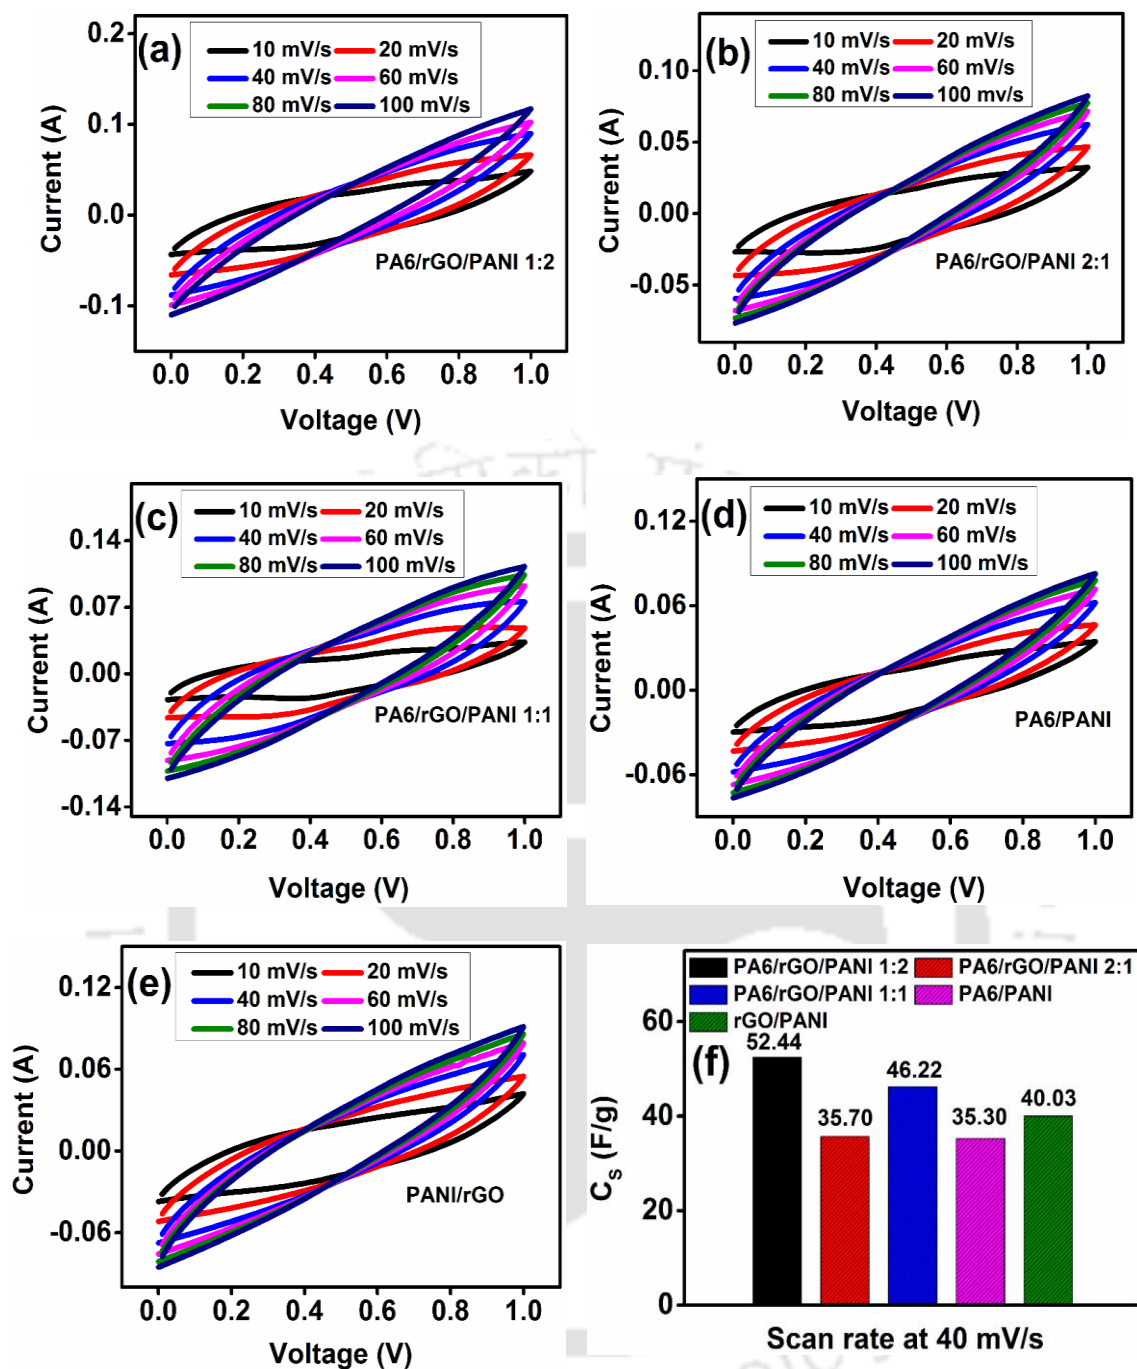 (a)
10 mV/s 20 mV/s
40 mV/s 60 mV/s
80 mV/s 100 mV/s
0.2
0.1
0.0
-0.1
Current (A)
PA6/rGO/PANI 1:2
0.0 0.2 0.4 0.6 0.8 1.0
Voltage (V)
(b)
10 mV/s 20 mV/s
40 mV/s 60 mV/s
80 mV/s 100 mv/s
0.10
0.05
0.00
-0.05
Current (A)
PA6/rGO/PANI 2:1
0.0 0.2 0.4 0.6 0.8 1.0
Voltage (V)
(c)
10 mV/s 20 mV/s
40 mV/s 60 mV/s
80 mV/s 100 mV/s
0.14
0.07
0.00
-0.07
-0.14
Current (A)
PA6/rGO/PANI 1:1
0.0 0.2 0.4 0.6 0.8 1.0
Voltage (V)
(d)
10 mV/s 20 mV/s
40 mV/s 60 mV/s
80 mV/s 100 mV/s
0.12
0.06
0.00
-0.06
Current (A)
PA6/PANI
0.0 0.2 0.4 0.6 0.8 1.0
Voltage (V)
(e)
10 mV/s 20 mV/s
40 mV/s 60 mV/s
80 mV/s 100 mV/s
0.12
0.06
0.00
-0.06
Current (A)
PANI/rGO
0.0 0.2 0.4 0.6 0.8 1.0
Voltage (V)
PA6/rGO/PANI 1:2 PA6/rGO/PANI 2:1
PA6/rGO/PANI 1:1 PA6/PANI
rGO/PANI
(f)
60
40
20
0
Cs (F/g)
52.44
35.70
46.22
35.30
40.03
Scan rate at 40 mV/s